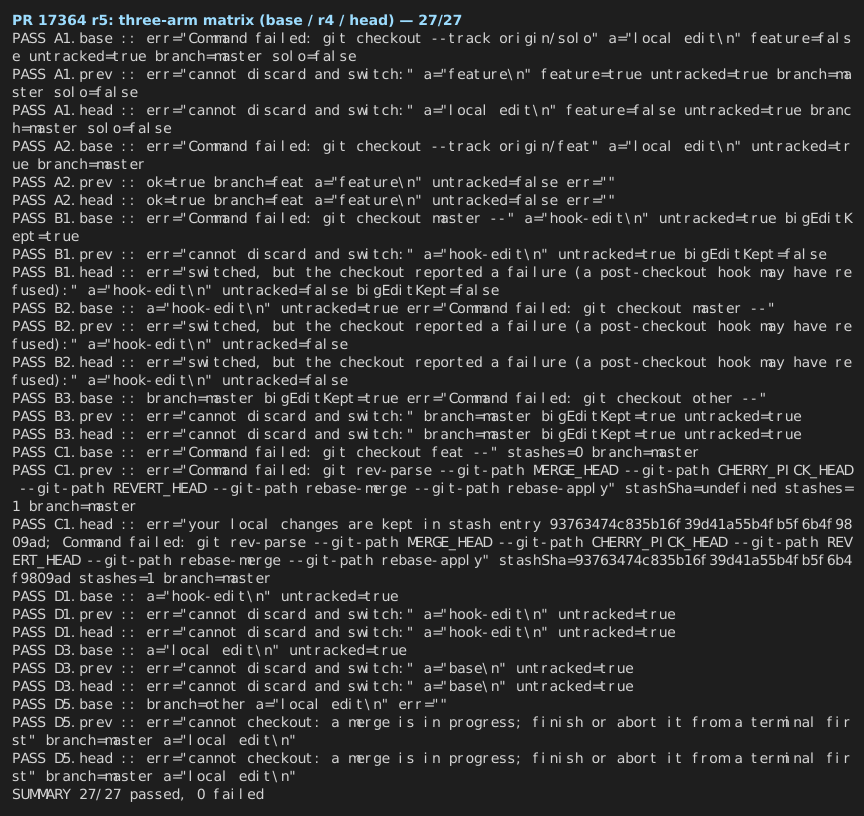 PR 17364 r5: three-arm matrix (base / r4 / head) — 27/27
PASS A1.base :: err="Command failed: git checkout --track origin/solo" a="local edit\n" feature=fals
e untracked=true branch=master solo=false
PASS A1.prev :: err="cannot discard and switch:" a="feature\n" feature=true untracked=true branch=ma
ster solo=false
PASS A1.head :: err="cannot discard and switch:" a="local edit\n" feature=false untracked=true branc
h=master solo=false
PASS A2.base :: err="Command failed: git checkout --track origin/feat" a="local edit\n" untracked=tr
ue branch=master
PASS A2.prev :: ok=true branch=feat a="feature\n" untracked=false err=""
PASS A2.head :: ok=true branch=feat a="feature\n" untracked=false err=""
PASS B1.base :: err="Command failed: git checkout master --" a="hook-edit\n" untracked=true bigEditK
ept=true
PASS B1.prev :: err="cannot discard and switch:" a="hook-edit\n" untracked=true bigEditKept=false
PASS B1.head :: err="switched, but the checkout reported a failure (a post-checkout hook may have re
fused):" a="hook-edit\n" untracked=false bigEditKept=false
PASS B2.base :: a="hook-edit\n" untracked=true err="Command failed: git checkout master --"
PASS B2.prev :: err="switched, but the checkout reported a failure (a post-checkout hook may have re
fused):" a="hook-edit\n" untracked=false
PASS B2.head :: err="switched, but the checkout reported a failure (a post-checkout hook may have re
fused):" a="hook-edit\n" untracked=false
PASS B3.base :: branch=master bigEditKept=true err="Command failed: git checkout other --"
PASS B3.prev :: err="cannot discard and switch:" branch=master bigEditKept=true untracked=true
PASS B3.head :: err="cannot discard and switch:" branch=master bigEditKept=true untracked=true
PASS C1.base :: err="Command failed: git checkout feat --" stashes=0 branch=master
PASS C1.prev :: err="Command failed: git rev-parse --git-path MERGE_HEAD --git-path CHERRY_PICK_HEAD
 --git-path REVERT_HEAD --git-path rebase-merge --git-path rebase-apply" stashSha=undefined stashes=
1 branch=master
PASS C1.head :: err="your local changes are kept in stash entry 93763474c835b16f39d41a55b4fb5f6b4f98
09ad; Command failed: git rev-parse --git-path MERGE_HEAD --git-path CHERRY_PICK_HEAD --git-path REV
ERT_HEAD --git-path rebase-merge --git-path rebase-apply" stashSha=93763474c835b16f39d41a55b4fb5f6b4
f9809ad stashes=1 branch=master
PASS D1.base :: a="hook-edit\n" untracked=true
PASS D1.prev :: err="cannot discard and switch:" a="hook-edit\n" untracked=true
PASS D1.head :: err="cannot discard and switch:" a="hook-edit\n" untracked=true
PASS D3.base :: a="local edit\n" untracked=true
PASS D3.prev :: err="cannot discard and switch:" a="base\n" untracked=true
PASS D3.head :: err="cannot discard and switch:" a="base\n" untracked=true
PASS D5.base :: branch=other a="local edit\n" err=""
PASS D5.prev :: err="cannot checkout: a merge is in progress; finish or abort it from a terminal fir
st" branch=master a="local edit\n"
PASS D5.head :: err="cannot checkout: a merge is in progress; finish or abort it from a terminal fir
st" branch=master a="local edit\n"
SUMMARY 27/27 passed, 0 failed